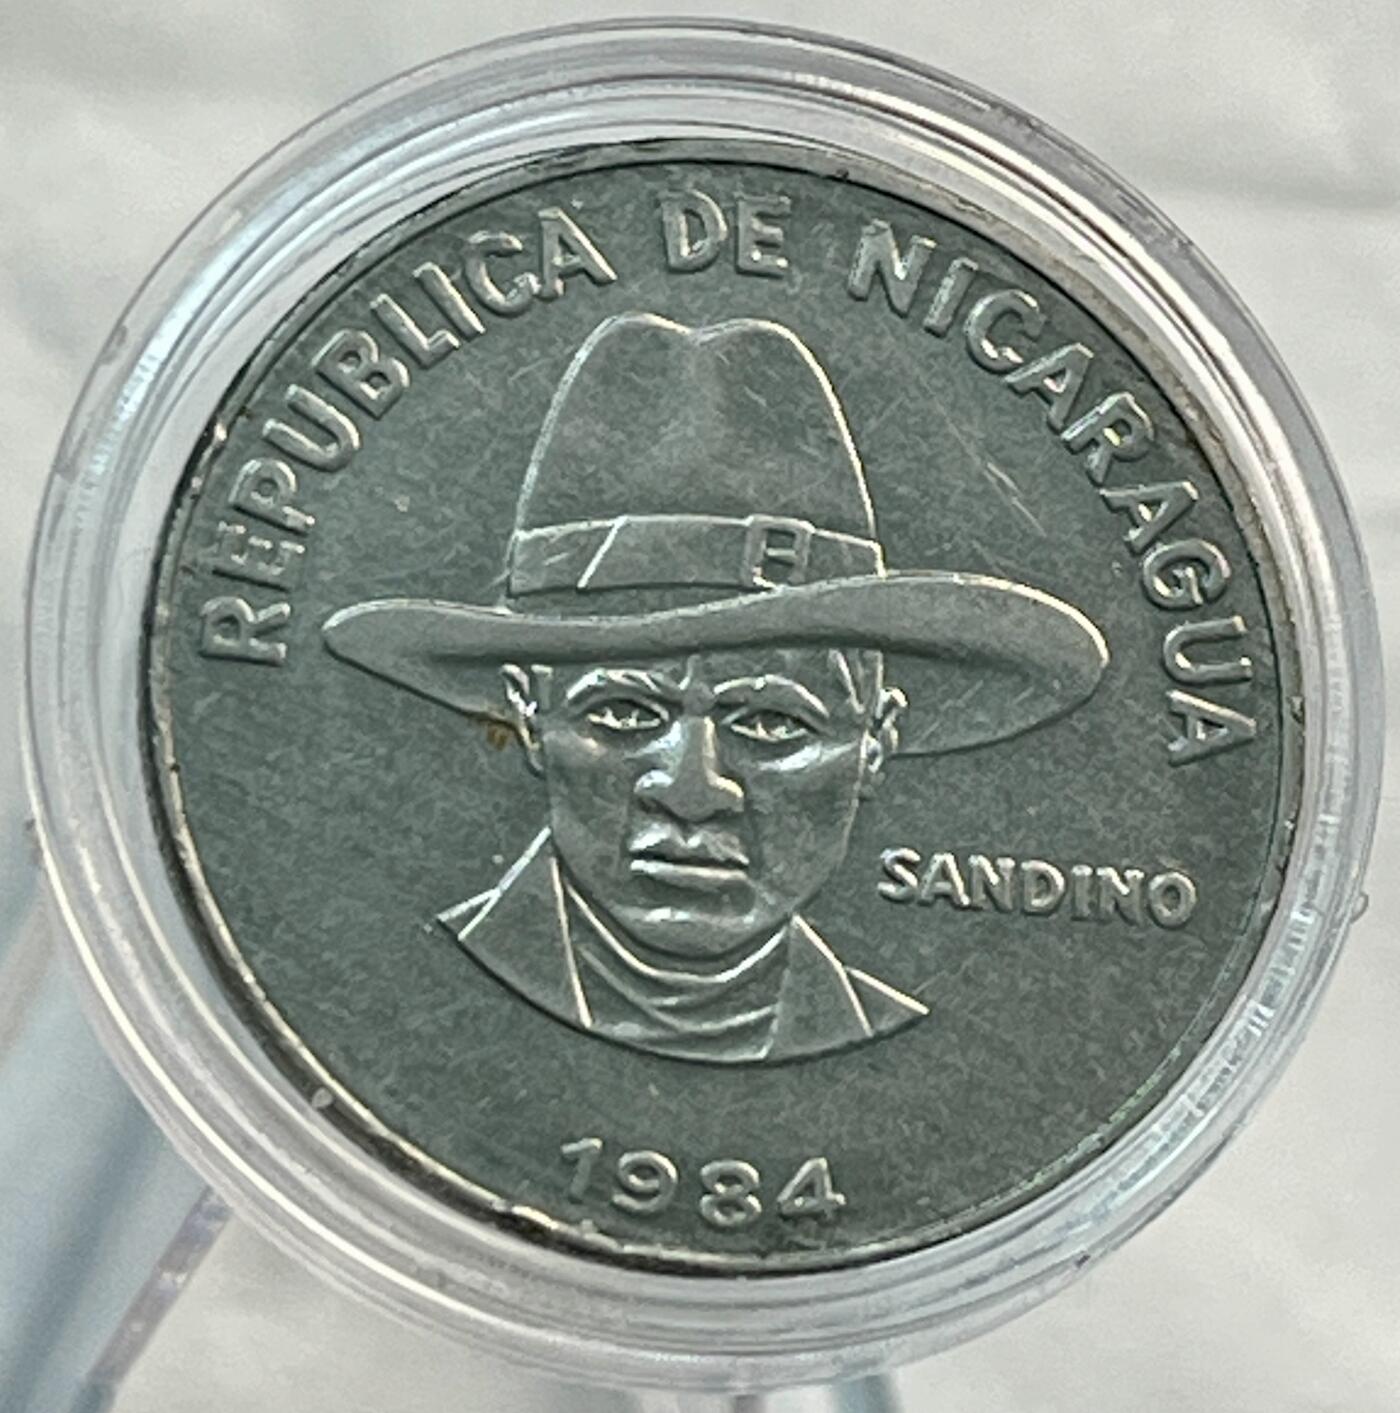 REPUBLICA DE NICARAGUA
SANDINO
1984